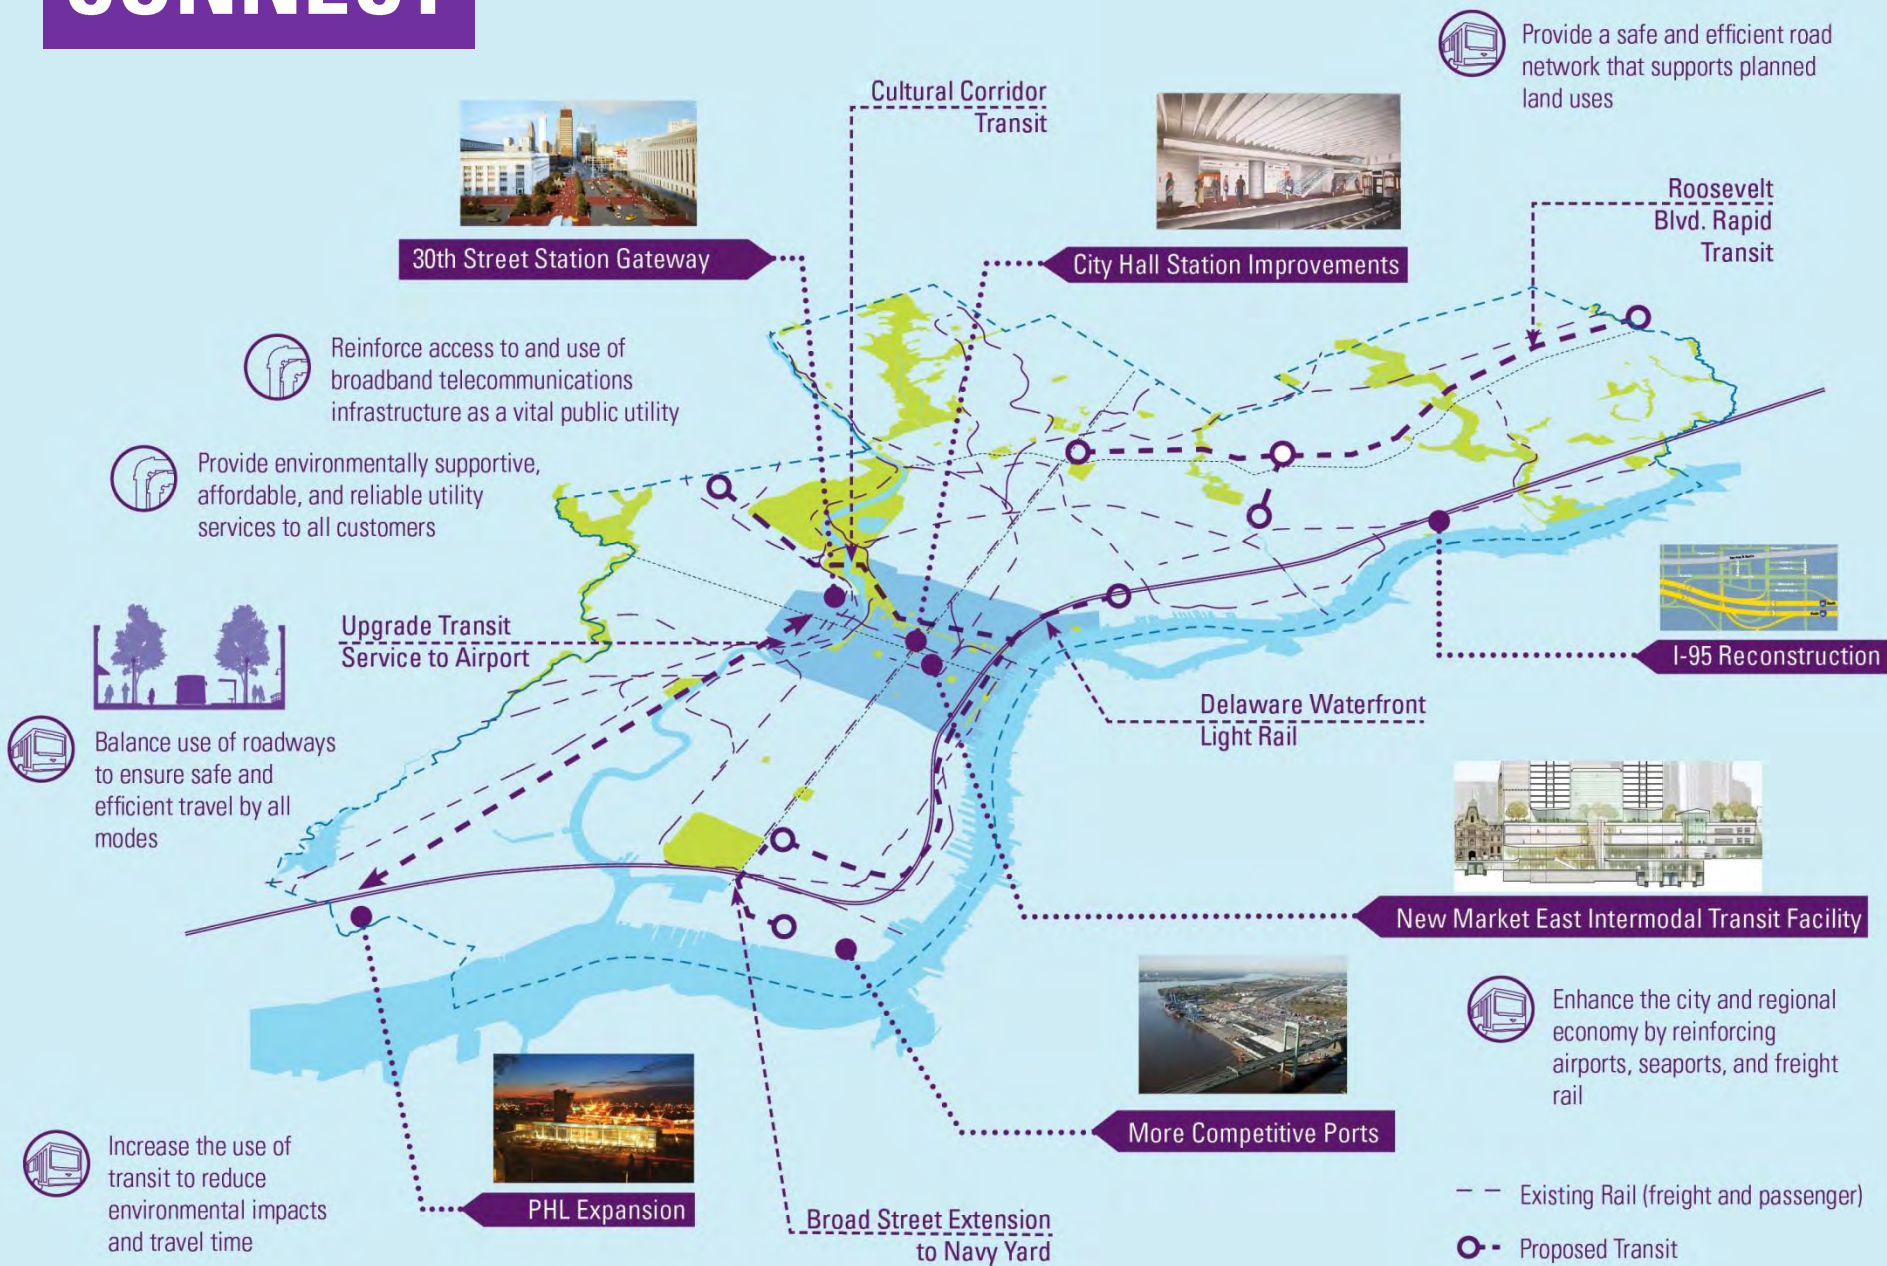 CONNECT
Provide a safe and efficient road
network that supports planned
land uses
Cultural Corridor
Transit
Roosevelt
Blvd. Rapid
Transit
30th Street Station Gateway
City Hall Station Improvements
Reinforce access to and use of
broadband telecommunications
infrastructure as a vital public utility
Provide environmentally supportive,
affordable, and reliable utility
services to all customers
Upgrade Transit
Service to Airport
I-95 Reconstruction
Delaware Waterfront
Light Rail
Balance use of roadways
to ensure safe and
efficient travel by all
modes
New Market East Intermodal Transit Facility
Enhance the city and regional
economy by reinforcing
airports, seaports, and freight
rail
More Competitive Ports
Increase the use of
transit to reduce
environmental impacts
and travel time
PHL Expansion
Broad Street Extension
to Navy Yard
Existing Rail (freight and passenger)
Proposed Transit